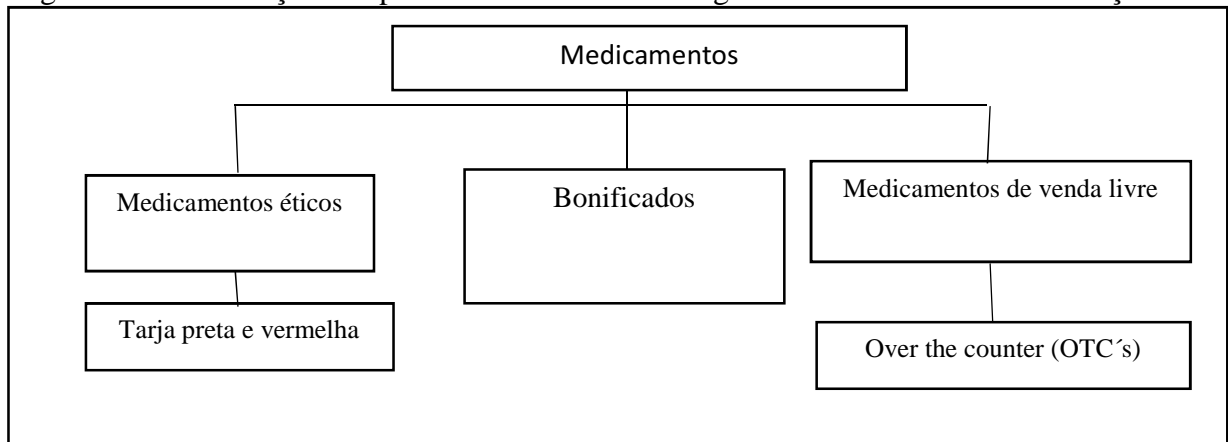 Medicamentos
Medicamentos éticos
Bonificados
Medicamentos de venda livre
Tarja preta e vermelha
Over the counter (OTC´s)